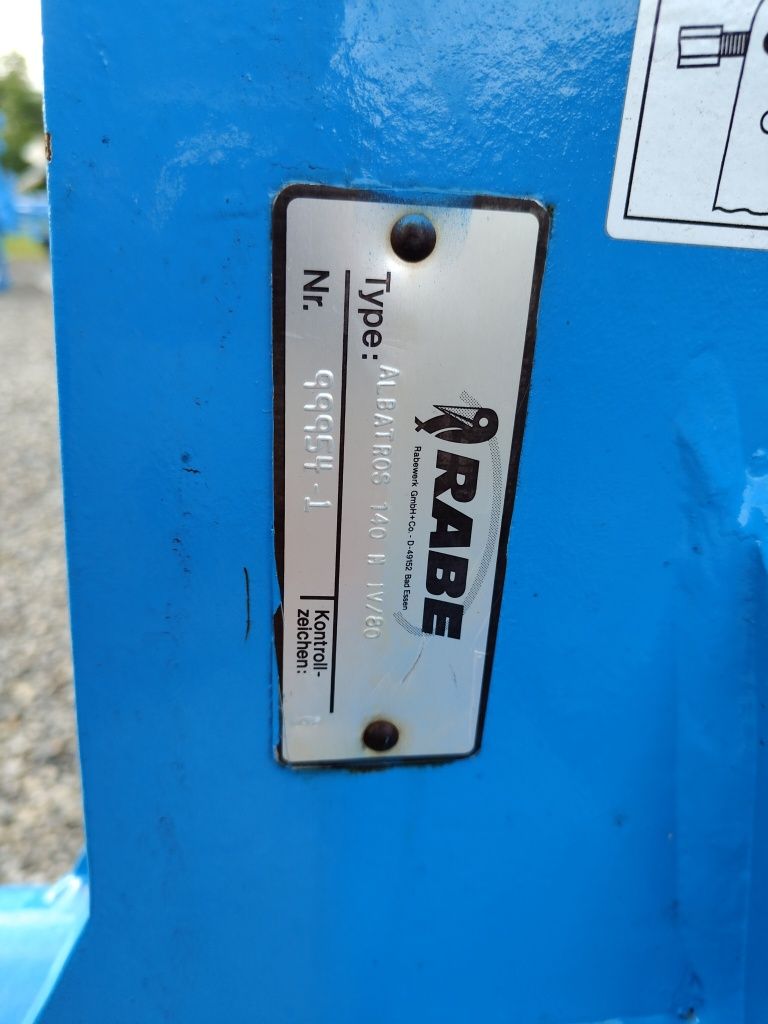 RABE
Rabewerk GmbH+Co. - D-49152 Bad Essen
Type: ALBATROS 140 M IV/80
Nr. 99954-1
Kontroll-
zeichen: